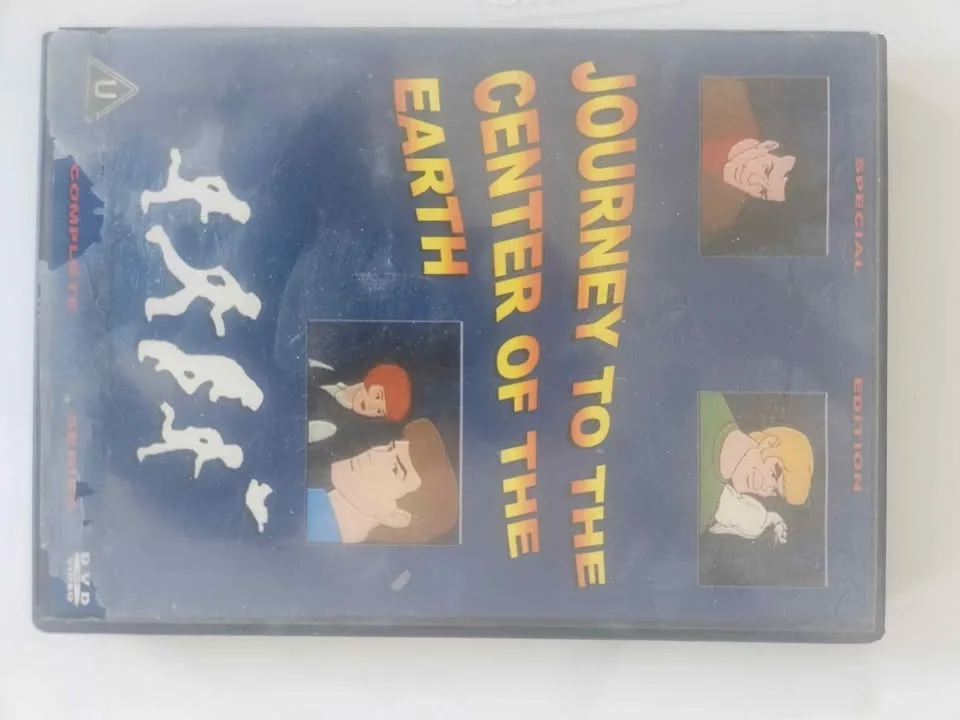 SPECIAL EDITION
JOURNEY TO THE
CENTER OF THE
EARTH
U
COMPLETE SERIES
DVD
VIDEO